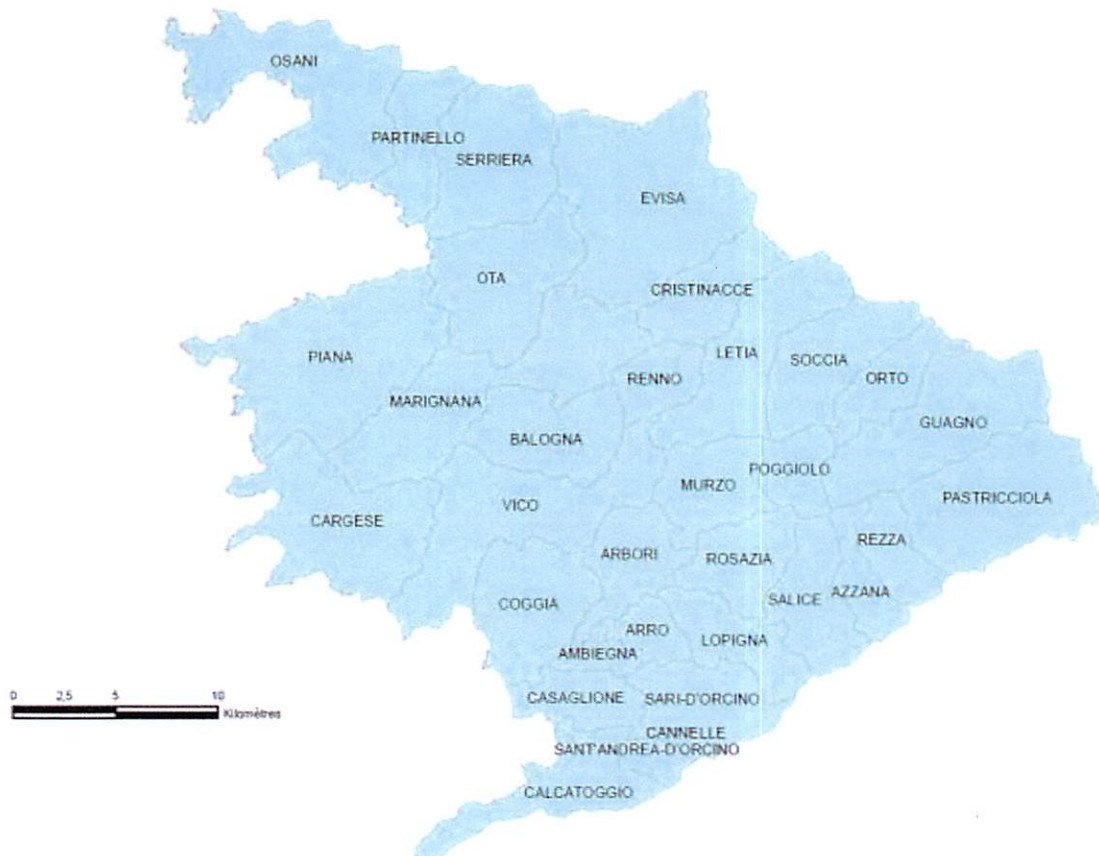 OSANI
PARTINELLO
SERRIERA
EVISA
OTA
CRISTINACCE
PIANA
LETIA
SOCCIA
RENNO
ORTO
MARIGNANA
GUAGNO
BALOGNA
POGGIOLO
MURZO
PASTRICCIOLA
VICO
CARGESE
REZZA
ARBORI
ROSAZIA
AZZANA
SALICE
COGGIA
ARRO
LOPIGNA
AMBIEGNA
CASAGLIONE
SARI-D'ORCINO
0 2,5 5 10
Kilomètres
CANNELLE
SANT'ANDREA-D'ORCINO
CALCATOGGIO